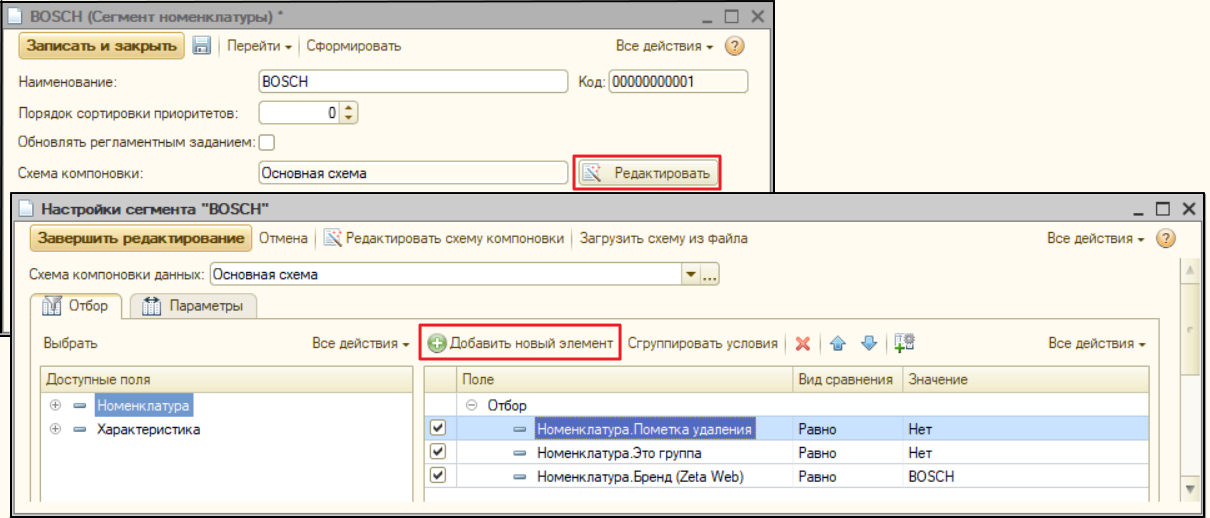 BOSCH (Сегмент номенклатуры) *
Записать и закрыть Перейти Сформировать Все действия ?
Наименование: BOSCH Код: 00000000001
Порядок сортировки приоритетов: 0
Обновлять регламентным заданием:
Схема компоновки: Основная схема Редактировать
Настройки сегмента "BOSCH"
Завершить редактирование Отмена Редактировать схему компоновки Загрузить схему из файла Все действия ?
Схема компоновки данных: Основная схема ...
Отбор Параметры
Выбрать Все действия Добавить новый элемент Сгруппировать условия Все действия
Доступные поля Поле Вид сравнения Значение
Номенклатура Отбор
Характеристика Номенклатура.Пометка удаления Равно Нет
Номенклатура.Это группа Равно Нет
Номенклатура.Бренд (Zeta Web) Равно BOSCH